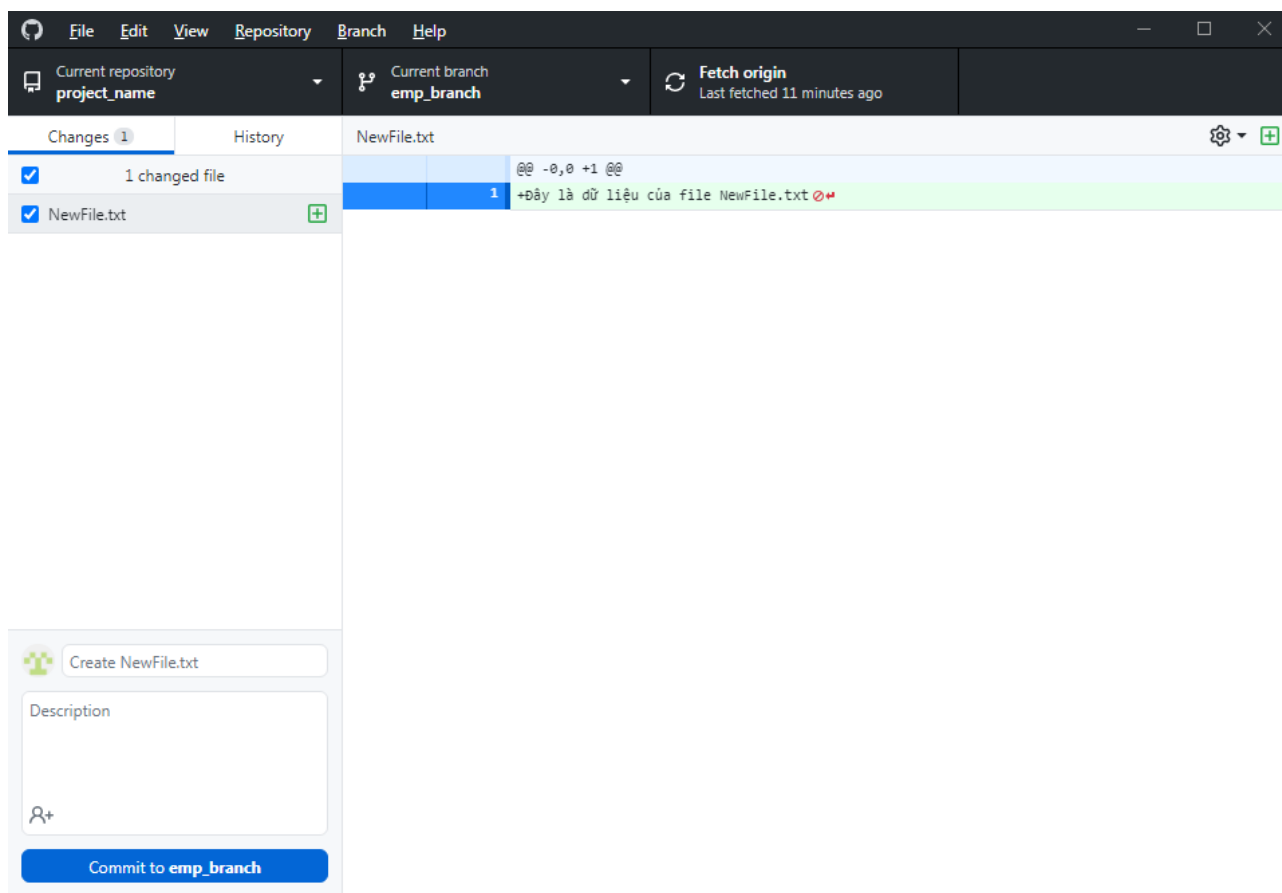 File Edit View Repository Branch Help
Current repository
project_name
Current branch
emp_branch
Fetch origin
Last fetched 11 minutes ago
Changes 1 History
NewFile.txt
1 changed file
@@ -0,0 +1 @@
1 +Đây là dữ liệu của file NewFile.txt
NewFile.txt
Create NewFile.txt
Description
Commit to emp_branch